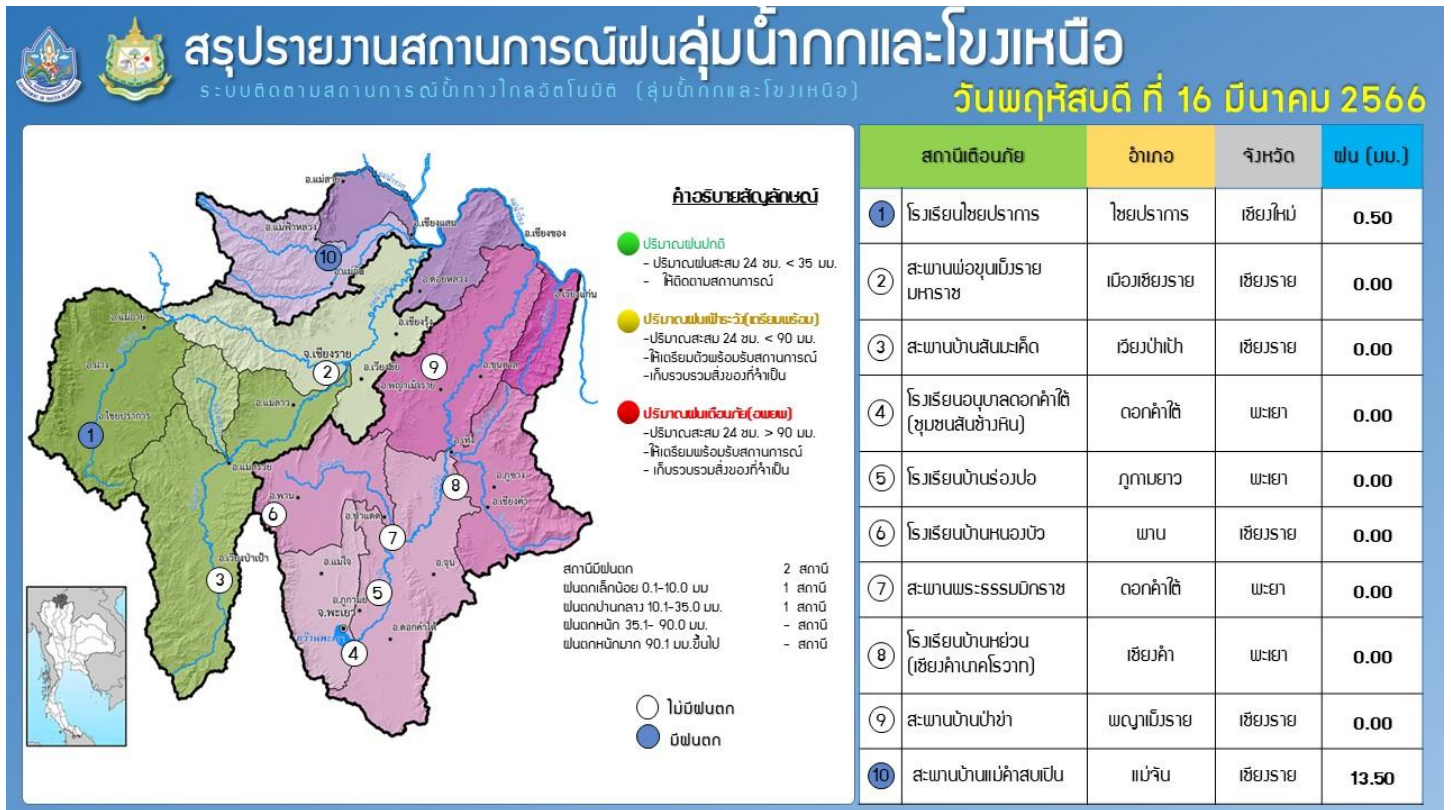 สรุปรายงานสถานการณ์ฝนลุ่มน้ำกกและโขงเหนือ
ระบบติดตามสถานการณ์น้ำทางไกลอัตโนมัติ (ลุ่มน้ำกกและโขงเหนือ)
วันพฤหัสบดี ที่ 16 มีนาคม 2566
อ.แม่สาย
อ.แม่ฟ้าหลวง
อ.เชียงแสน
อ.เชียงของ
10
อ.แม่จัน
อ.ดอยหลวง
อ.เวียงแก่น
อ.แม่อาย
อ.เชียงรุ้ง
จ.เชียงราย
อ.ฝาง
2
อ.เวียงชัย
9
อ.พญาเม็งราย
อ.ขุนตาล
อ.ไชยปราการ
อ.แม่ลาว
1
อ.เทิง
อ.แม่สรวย
8
อ.ภูซาง
อ.พาน
อ.เชียงคำ
6
อ.ป่าแดด
7
อ.เวียงป่าเป้า
3
อ.แม่ใจ
อ.จุน
5
อ.ภูกามยาว
จ.พะเยา
กว๊านพะเยา
อ.ดอกคำใต้
4
คำอธิบายสัญลักษณ์
ปริมาณฝนปกติ
- ปริมาณฝนสะสม 24 ชม. < 35 มม.
- ให้ติดตามสถานการณ์
ปริมาณฝนเฝ้าระวัง(เตรียมพร้อม)
-ปริมาณสะสม 24 ชม. < 90 มม.
-ให้เตรียมตัวพร้อมรับสถานการณ์
-เก็บรวบรวมสิ่งของที่จำเป็น
ปริมาณฝนเตือนภัย(อพยพ)
-ปริมาณสะสม 24 ชม. > 90 มม.
-ให้เตรียมพร้อมรับสถานการณ์
- เก็บรวบรวมสิ่งของที่จำเป็น
สถานีมีฝนตก 2 สถานี
ฝนตกเล็กน้อย 0.1-10.0 มม 1 สถานี
ฝนตกปานกลาง 10.1-35.0 มม. 1 สถานี
ฝนตกหนัก 35.1- 90.0 มม. - สถานี
ฝนตกหนักมาก 90.1 มม.ขึ้นไป - สถานี
ไม่มีฝนตก
มีฝนตก
สถานีเตือนภัย อำเภอ จังหวัด ฝน (มม.)
1 โรงเรียนไชยปราการ ไชยปราการ เชียงใหม่ 0.50
2 สะพานพ่อขุนเม็งราย
มหาราช เมืองเชียงราย เชียงราย 0.00
3 สะพานบ้านสันมะเค็ด เวียงป่าเป้า เชียงราย 0.00
4 โรงเรียนอนุบาลดอกคำใต้
(ชุมชนสันช้างหิน) ดอกคำใต้ พะเยา 0.00
5 โรงเรียนบ้านร่องปอ ภูกามยาว พะเยา 0.00
6 โรงเรียนบ้านหนองบัว พาน เชียงราย 0.00
7 สะพานพระธรรมมิกราช ดอกคำใต้ พะยา 0.00
8 โรงเรียนบ้านหย่วน
(เชียงคำนาคโรวาท) เชียงคำ พะเยา 0.00
9 สะพานบ้านป่าข่า พญาเม็งราย เชียงราย 0.00
10 สะพานบ้านแม่คำสบเปิน แม่จัน เชียงราย 13.50